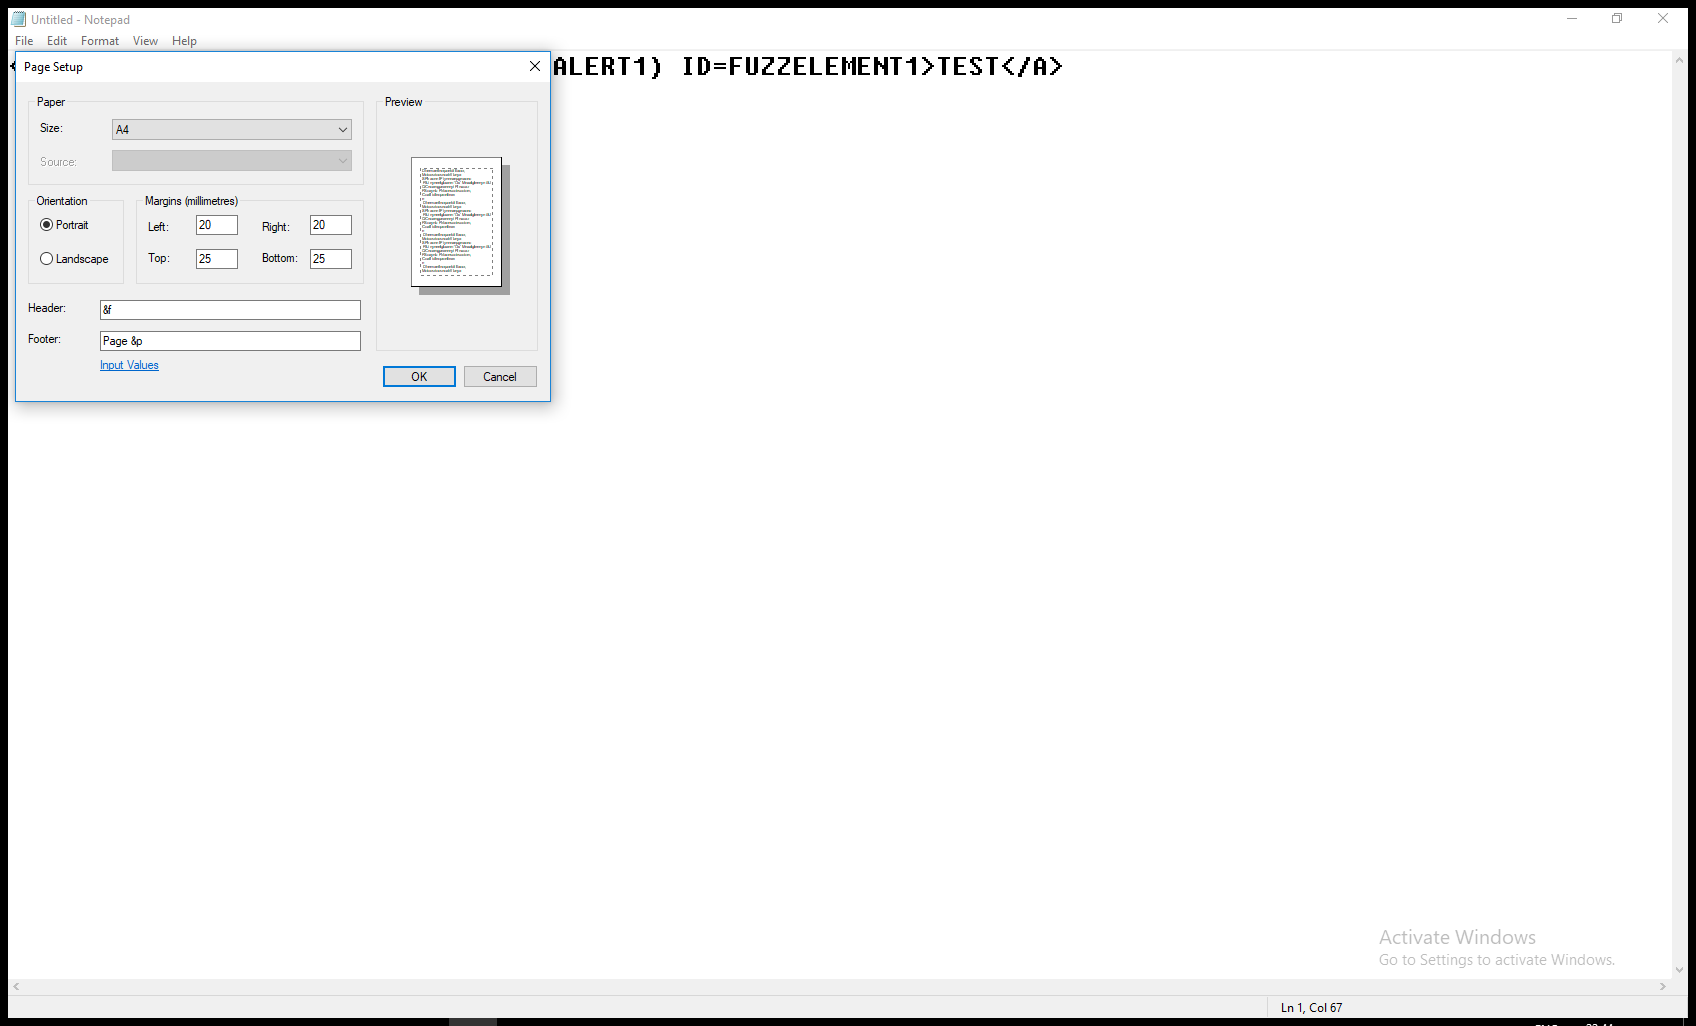 Untitled - Notepad
File Edit Format View Help
Page Setup
ALERT1) ID=FUZZELEMENT1>TEST</A>
Paper
Size: A4
Source:
Preview
Orientation
Portrait
Landscape
Margins (millimetres)
Left: 20 Right: 20
Top: 25 Bottom: 25
Header: &f
Footer: Page &p
Input Values
OK Cancel
Activate Windows
Go to Settings to activate Windows.
Ln 1, Col 67